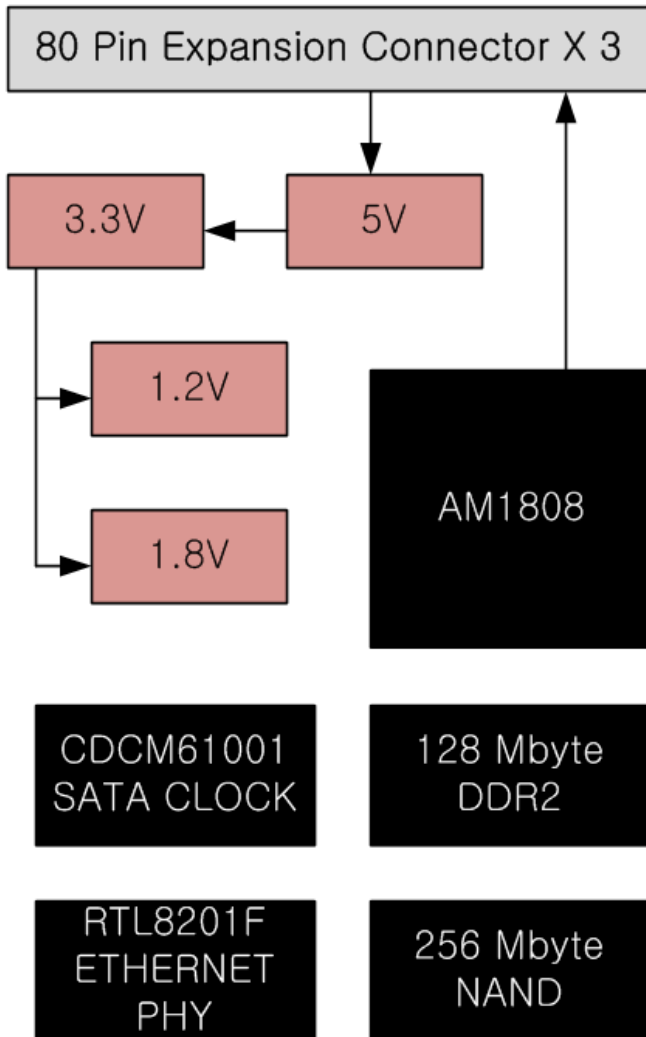 80 Pin Expansion Connector X 3
3.3V
5V
1.2V
AM1808
1.8V
CDCM61001
SATA CLOCK
128 Mbyte
DDR2
RTL8201F
ETHERNET
PHY
256 Mbyte
NAND